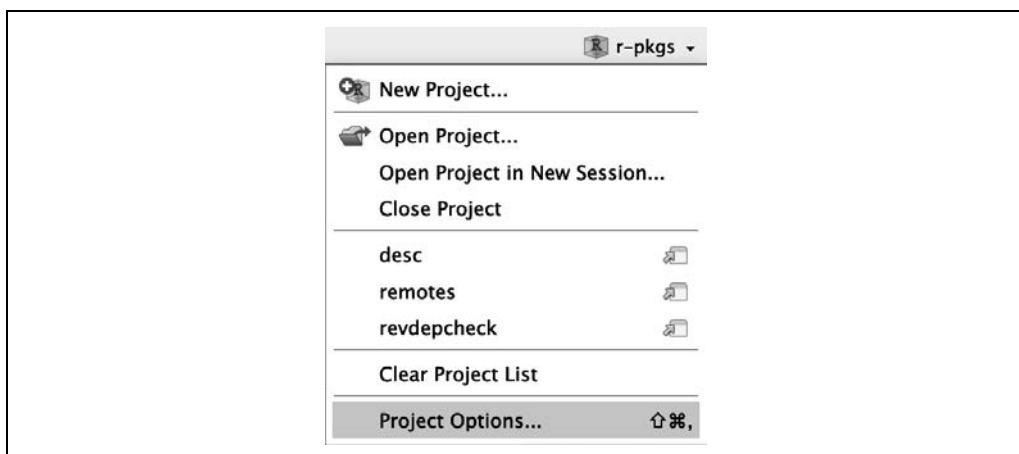 r-pkgs
New Project...
Open Project...
Open Project in New Session...
Close Project
desc
remotes
revdepcheck
Clear Project List
Project Options... ⇧⌘,